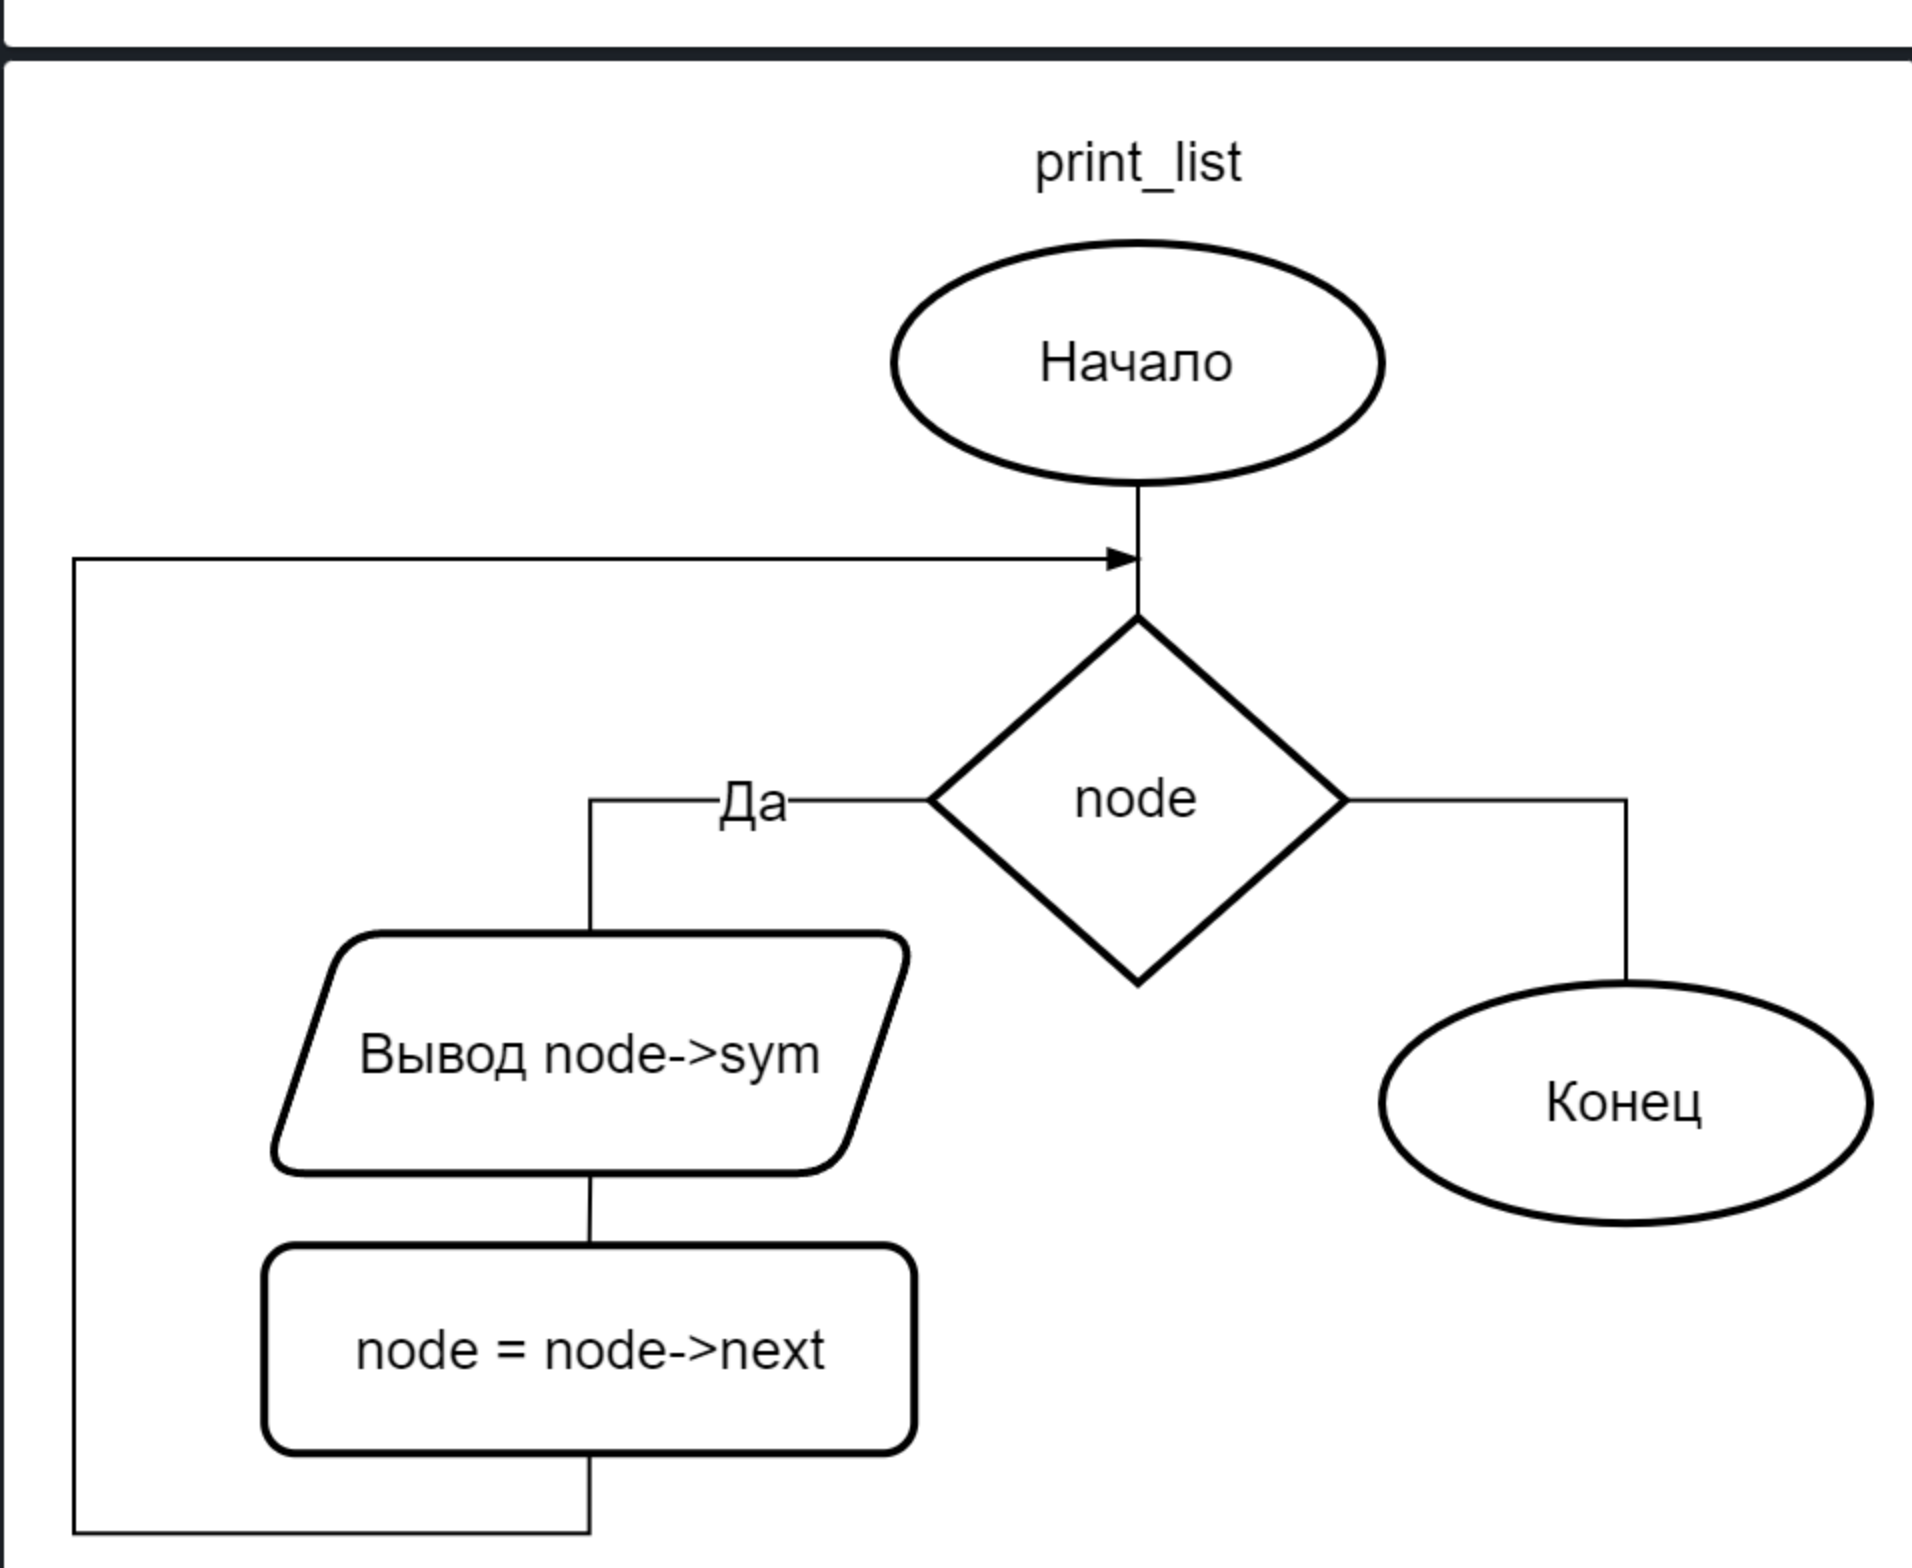 print_list
Начало
node
Да
Вывод node->sym
Конец
node = node->next